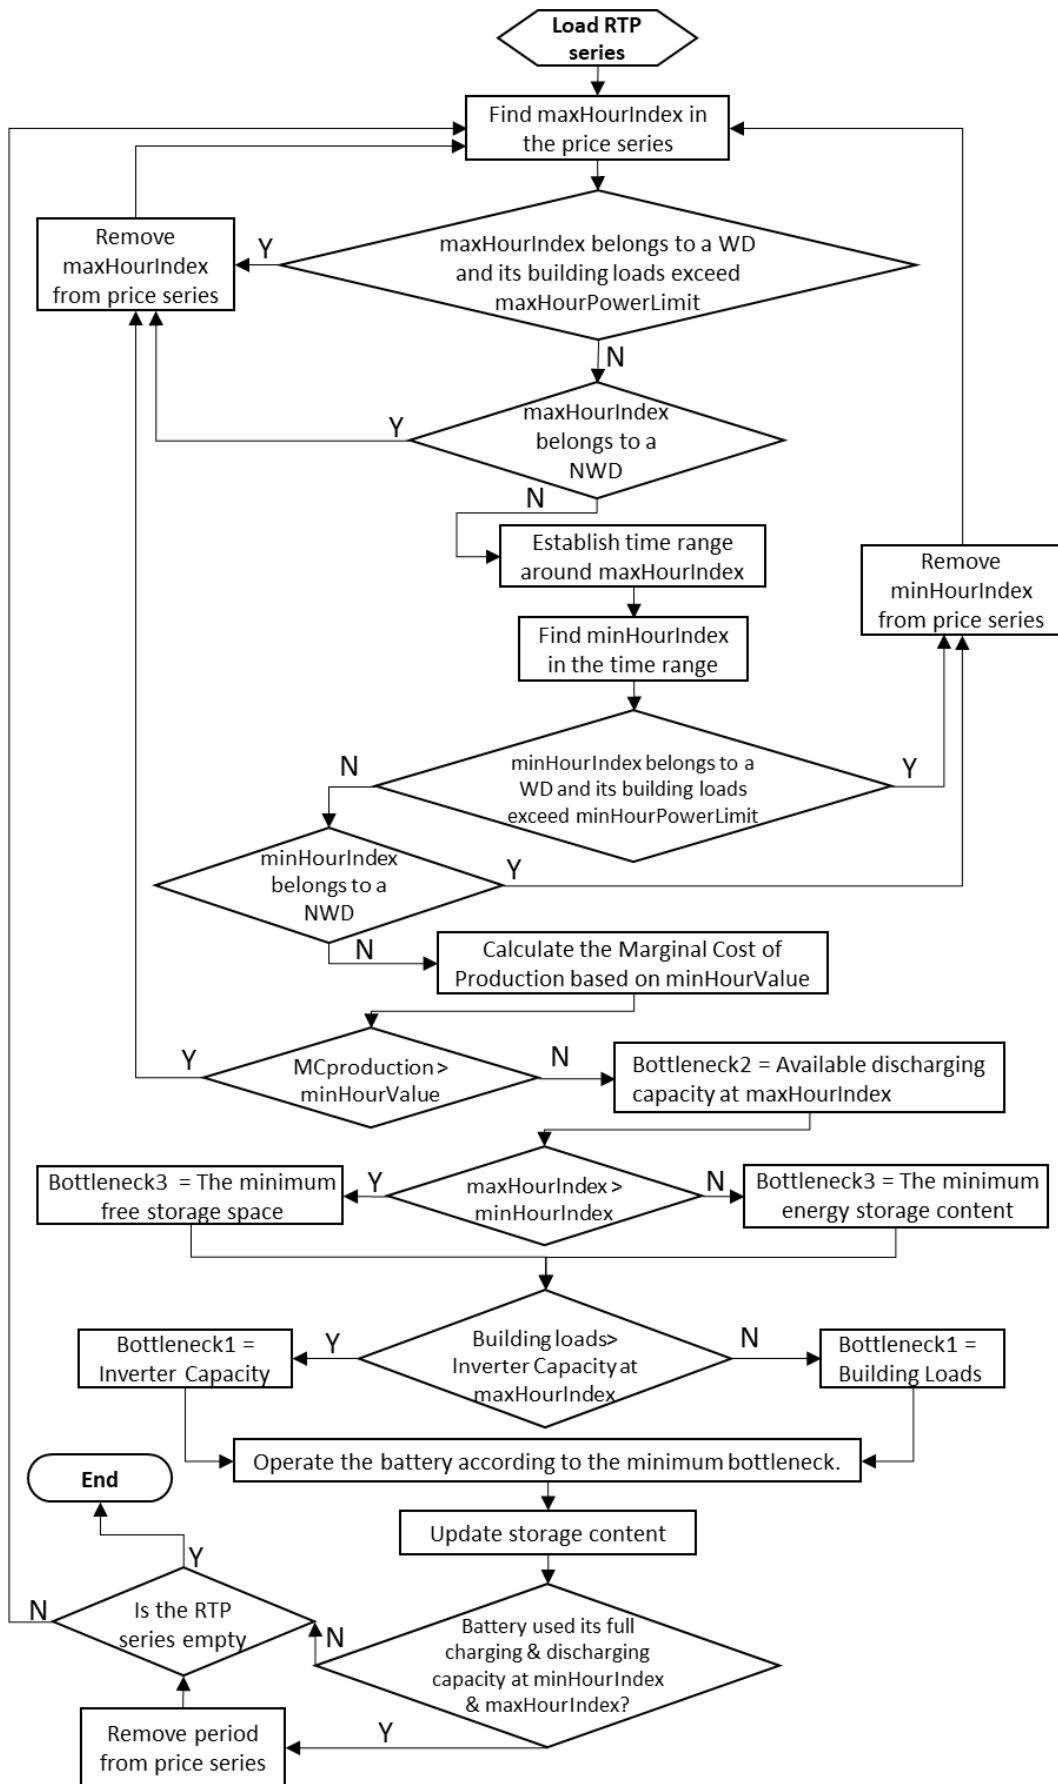 Load RTP
series
Find maxHourIndex in
the price series
Remove
maxHourIndex
from price series
Y
maxHourIndex belongs to a WD
and its building loads exceed
maxHourPowerLimit
N
maxHourIndex
belongs to a
NWD
Y
N
Establish time range
around maxHourIndex
Remove
minHourIndex
from price series
Find minHourIndex
in the time range
N
minHourIndex belongs to a
WD and its building loads
exceed minHourPowerLimit
Y
minHourIndex
belongs to a
NWD
Y
N
Calculate the Marginal Cost of
Production based on minHourValue
Y
MCproduction >
minHourValue
N
Bottleneck2 = Available discharging
capacity at maxHourIndex
Bottleneck3 = The minimum
free storage space
Y
maxHourIndex >
minHourIndex
N
Bottleneck3 = The minimum
energy storage content
Bottleneck1 =
Inverter Capacity
Y
Building loads>
Inverter Capacity at
maxHourIndex
N
Bottleneck1 =
Building Loads
Operate the battery according to the minimum bottleneck.
End
Update storage content
Y
N
Is the RTP
series empty
N
Battery used its full
charging & discharging
capacity at minHourIndex
& maxHourIndex?
Remove period
from price series
Y